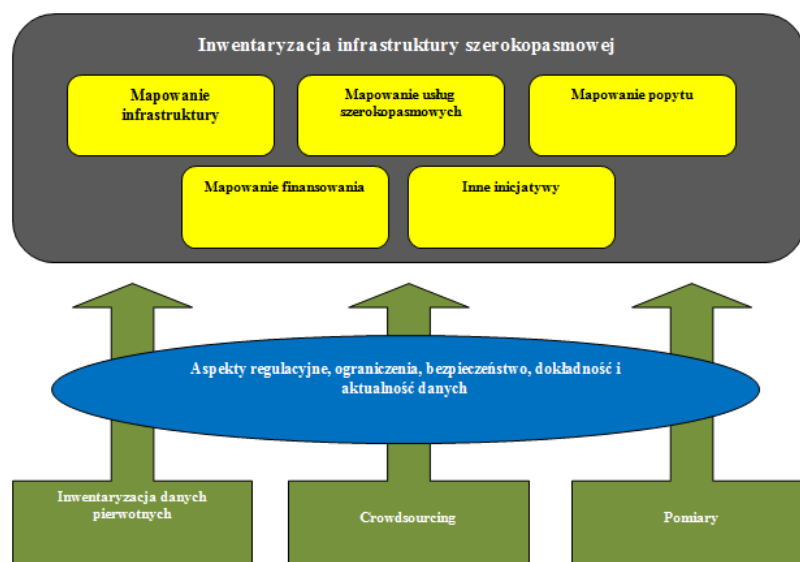 Inwentaryzacja infrastruktury szerokopasmowej
Mapowanie
infrastruktury
Mapowanie usług
szerokopasmowych
Mapowanie popytu
Mapowanie finansowania
Inne inicjatywy
Aspekty regulacyjne, ograniczenia, bezpieczeństwo, dokładność i
aktualność danych
Inwentaryzacja danych
pierwotnych
Crowdsourcing
Pomiary